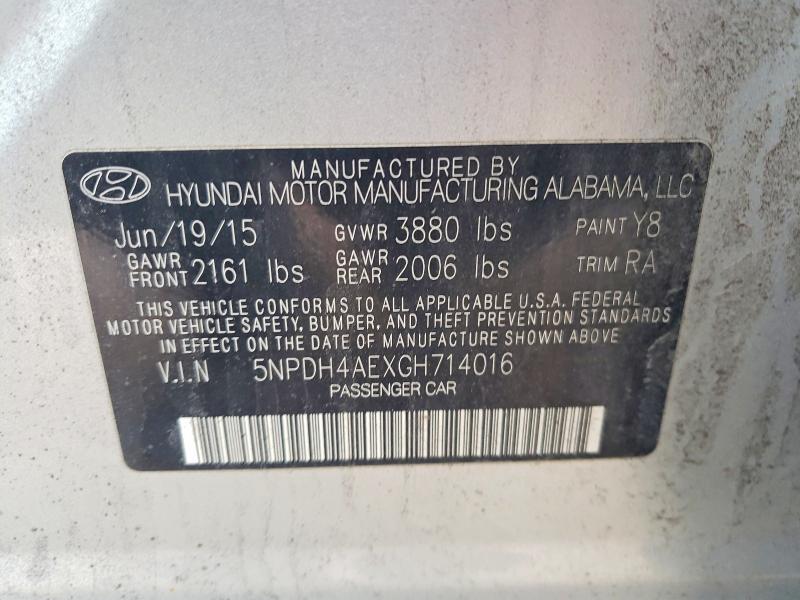 MANUFACTURED BY
HYUNDAI MOTOR MANUFACTURING ALABAMA, LLC
Jun/19/15 GVWR 3880 lbs PAINT Y8
GAWR FRONT 2161 lbs GAWR REAR 2006 lbs TRIM RA
THIS VEHICLE CONFORMS TO ALL APPLICABLE U.S.A. FEDERAL
MOTOR VEHICLE SAFETY, BUMPER, AND THEFT PREVENTION STANDARDS
IN EFFECT ON THE DATE OF MANUFACTURE SHOWN ABOVE
V.I.N 5NPDH4AEXGH714016
PASSENGER CAR